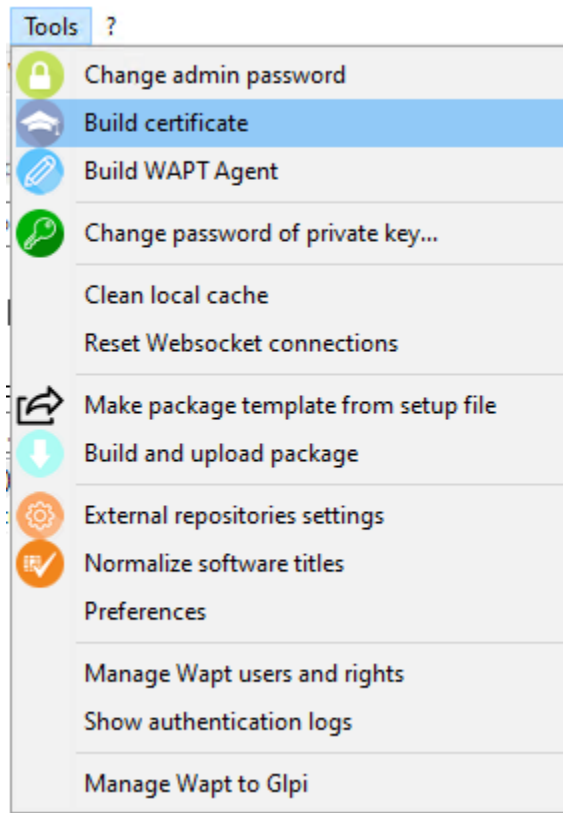 Tools ?
Change admin password
Build certificate
Build WAPT Agent
Change password of private key...
Clean local cache
Reset Websocket connections
Make package template from setup file
Build and upload package
External repositories settings
Normalize software titles
Preferences
Manage Wapt users and rights
Show authentication logs
Manage Wapt to Glpi